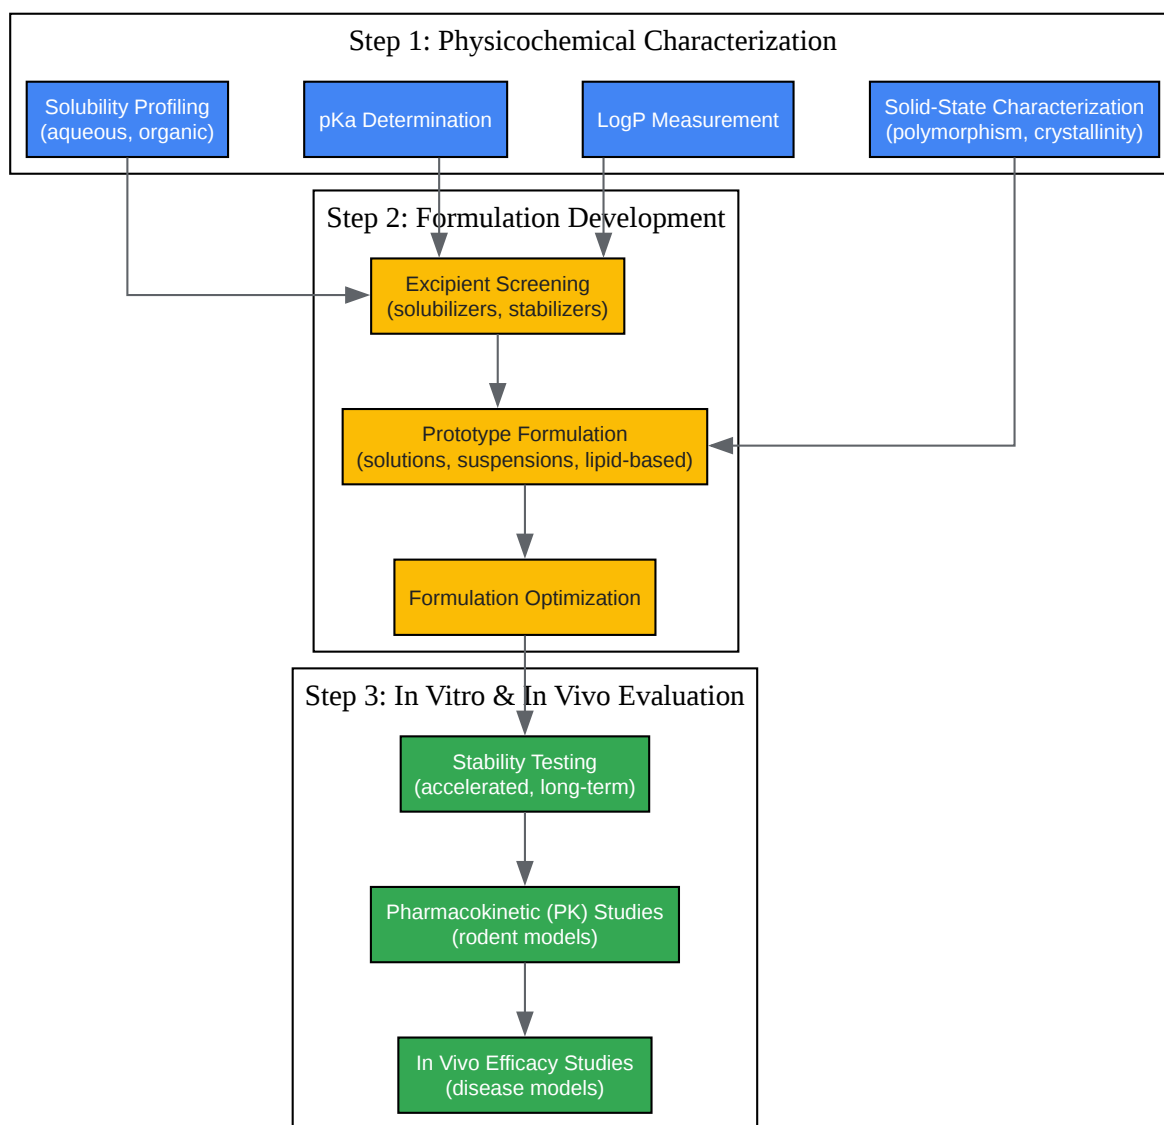 Step 1: Physicochemical Characterization
Solubility Profiling
(aqueous, organic)
pKa Determination
LogP Measurement
Solid-State Characterization
(polymorphism, crystallinity)
Step 2: Formulation Development
Excipient Screening
(solubilizers, stabilizers)
Prototype Formulation
(solutions, suspensions, lipid-based)
Formulation Optimization
Step 3: In Vitro & In Vivo Evaluation
Stability Testing
(accelerated, long-term)
Pharmacokinetic (PK) Studies
(rodent models)
In Vivo Efficacy Studies
(disease models)